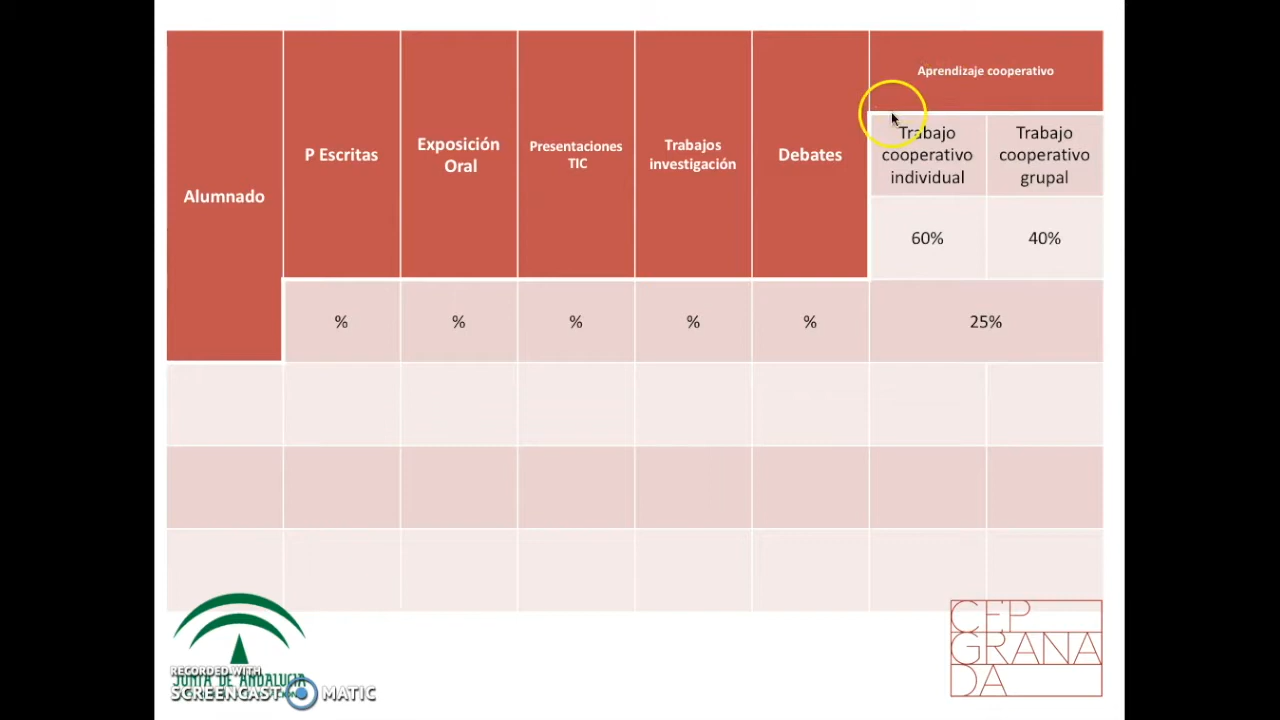 Aprendizaje cooperativo
Alumnado
P Escritas
Exposición
Oral
Presentaciones
TIC
Trabajos
investigación
Debates
Trabajo
cooperativo
individual
Trabajo
cooperativo
grupal
60%
40%
%
%
%
%
%
25%
RECORDED WITH
SCREENCAST MATIC
JUNTA DE ANDALUCIA
CEP
GRANA
DA